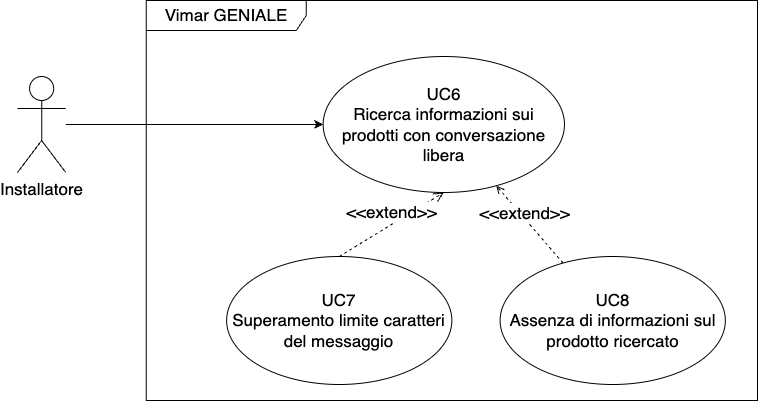 Vimar GENIALE
UC6
Ricerca informazioni sui
prodotti con conversazione
libera
Installatore
<<extend>>
<<extend>>
UC7
Superamento limite caratteri
del messaggio
UC8
Assenza di informazioni sul
prodotto ricercato